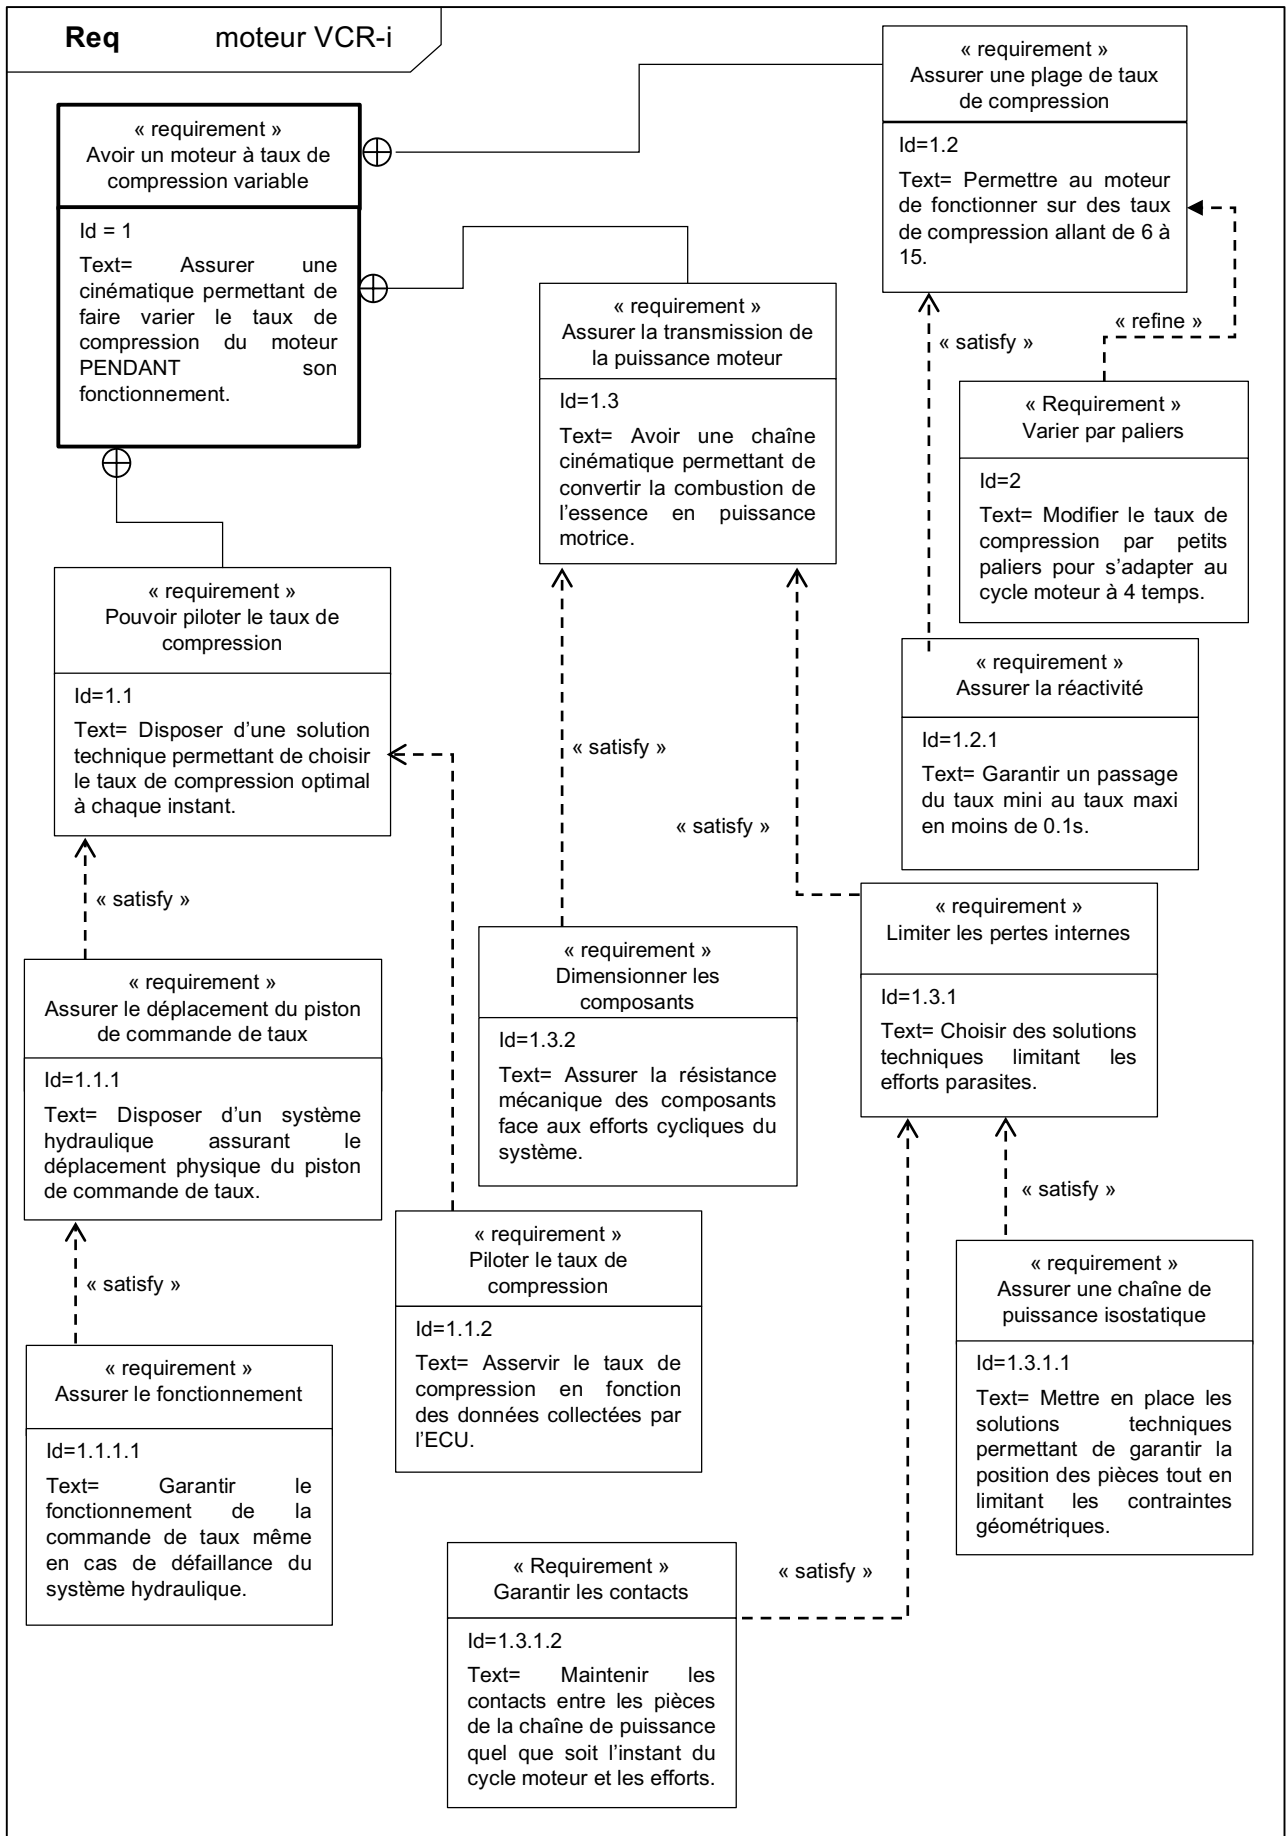 Req moteur VCR-i
« requirement »
Avoir un moteur à taux de
compression variable
Id = 1
Text= Assurer une
cinématique permettant de
faire varier le taux de
compression du moteur
PENDANT son
fonctionnement.
« requirement »
Assurer une plage de taux
de compression
Id=1.2
Text= Permettre au moteur
de fonctionner sur des taux
de compression allant de 6 à
15.
« requirement »
Assurer la transmission de
la puissance moteur
Id=1.3
Text= Avoir une chaîne
cinématique permettant de
convertir la combustion de
l'essence en puissance
motrice.
« refine »
« satisfy »
« Requirement »
Varier par paliers
Id=2
Text= Modifier le taux de
compression par petits
paliers pour s'adapter au
cycle moteur à 4 temps.
« requirement »
Pouvoir piloter le taux de
compression
Id=1.1
Text= Disposer d'une solution
technique permettant de choisir
le taux de compression optimal
à chaque instant.
« requirement »
Assurer la réactivité
Id=1.2.1
Text= Garantir un passage
du taux mini au taux maxi
en moins de 0.1s.
« satisfy »
« satisfy »
« satisfy »
« requirement »
Limiter les pertes internes
Id=1.3.1
Text= Choisir des solutions
techniques limitant les
efforts parasites.
« requirement »
Dimensionner les
composants
Id=1.3.2
Text= Assurer la résistance
mécanique des composants
face aux efforts cycliques du
système.
« requirement »
Assurer le déplacement du piston
de commande de taux
Id=1.1.1
Text= Disposer d'un système
hydraulique assurant le
déplacement physique du piston
de commande de taux.
« satisfy »
« satisfy »
« requirement »
Piloter le taux de
compression
Id=1.1.2
Text= Asservir le taux de
compression en fonction
des données collectées par
l'ECU.
« requirement »
Assurer une chaîne de
puissance isostatique
Id=1.3.1.1
Text= Mettre en place les
solutions techniques
permettant de garantir la
position des pièces tout en
limitant les contraintes
géométriques.
« requirement »
Assurer le fonctionnement
Id=1.1.1.1
Text= Garantir le
fonctionnement de la
commande de taux même
en cas de défaillance du
système hydraulique.
« Requirement »
Garantir les contacts
Id=1.3.1.2
Text= Maintenir les
contacts entre les pièces
de la chaîne de puissance
quel que soit l'instant du
cycle moteur et les efforts.
« satisfy »